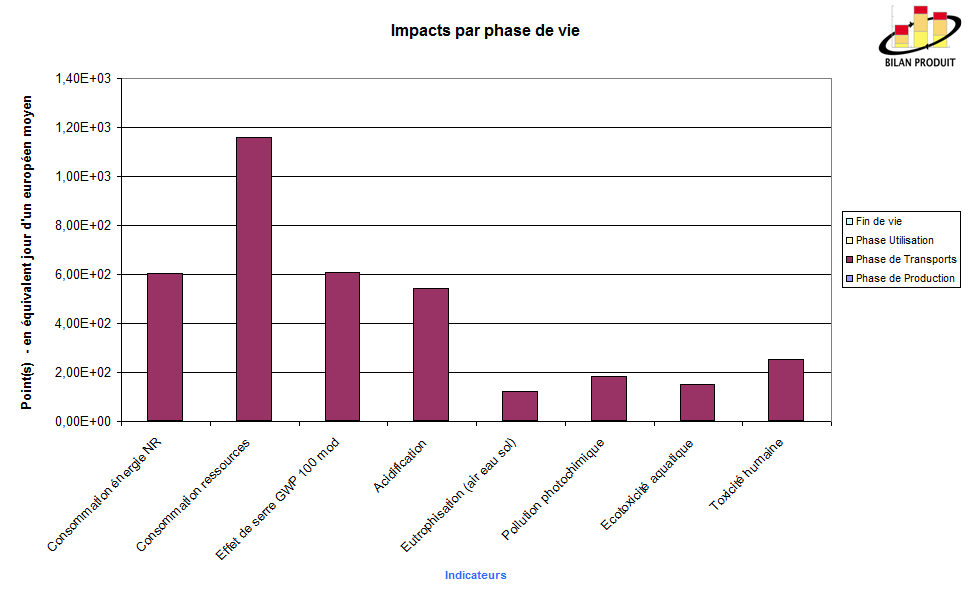 Impacts par phase de vie
BILAN PRODUIT
Point(s) - en équivalent jour d'un européen moyen
1,40E+03
1,20E+03
1,00E+03
8,00E+02
6,00E+02
4,00E+02
2,00E+02
0,00E+00
Consommation énergie NR
Consommation ressources
Effet de serre GWP 100 mod
Acidification
Eutrophisation (air eau sol)
Pollution photochimique
Ecotoxicité aquatique
Toxicité humaine
Indicateurs
Fin de vie
Phase Utilisation
Phase de Transports
Phase de Production